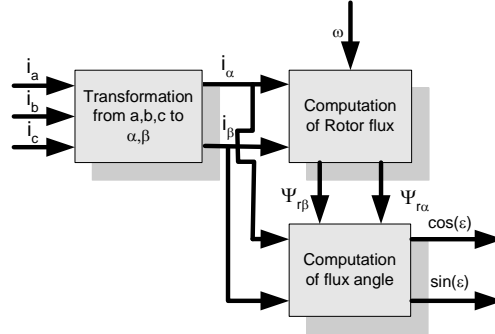 ω
i_a
i_b
i_c
Transformation
from a,b,c to
α,β
i_α
i_β
Computation
of Rotor flux
Ψ_rβ
Ψ_rα
Computation
of flux angle
cos(ε)
sin(ε)